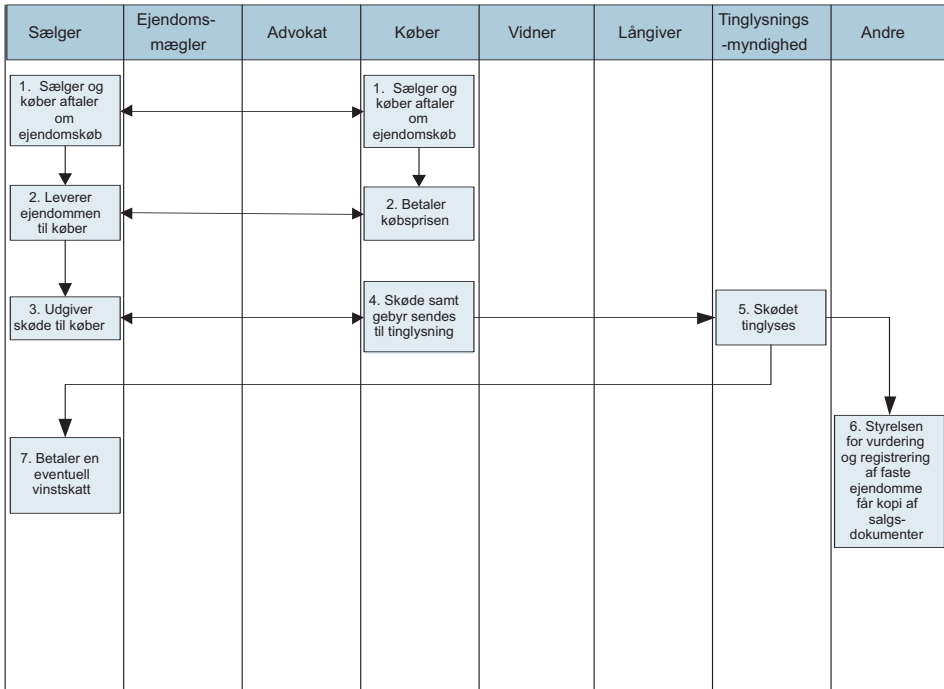 Sælger
Ejendoms-
mægler
Advokat
Køber
Vidner
Långiver
Tinglysnings
-myndighed
Andre
1. Sælger og
køber aftaler
om
ejendomskøb
1. Sælger og
køber aftaler
om
ejendomskøb
2. Leverer
ejendommen
til køber
2. Betaler
købsprisen
3. Udgiver
skøde til køber
4. Skøde samt
gebyr sendes
til tinglysning
5. Skødet
tinglyses
6. Styrelsen
for vurdering
og registrering
af faste
ejendomme
får kopi af
salgs-
dokumenter
7. Betaler en
eventuell
vinstskatt